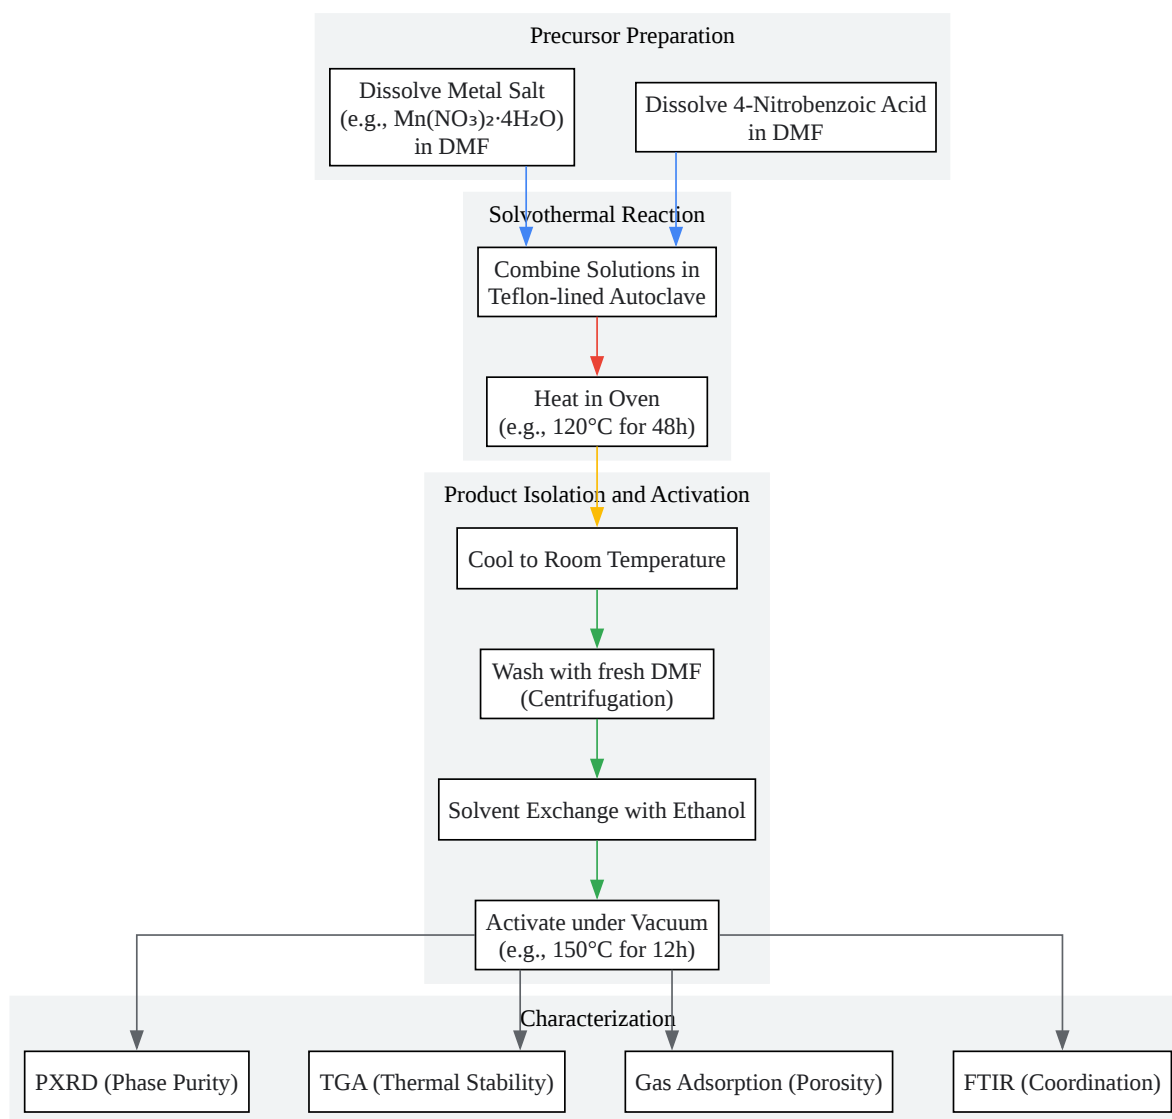 Precursor Preparation
Dissolve Metal Salt
(e.g., Mn(NO₃)₂·4H₂O)
in DMF
Dissolve 4-Nitrobenzoic Acid
in DMF
Solvothermal Reaction
Combine Solutions in
Teflon-lined Autoclave
Heat in Oven
(e.g., 120°C for 48h)
Product Isolation and Activation
Cool to Room Temperature
Wash with fresh DMF
(Centrifugation)
Solvent Exchange with Ethanol
Activate under Vacuum
(e.g., 150°C for 12h)
Characterization
PXRD (Phase Purity)
TGA (Thermal Stability)
Gas Adsorption (Porosity)
FTIR (Coordination)